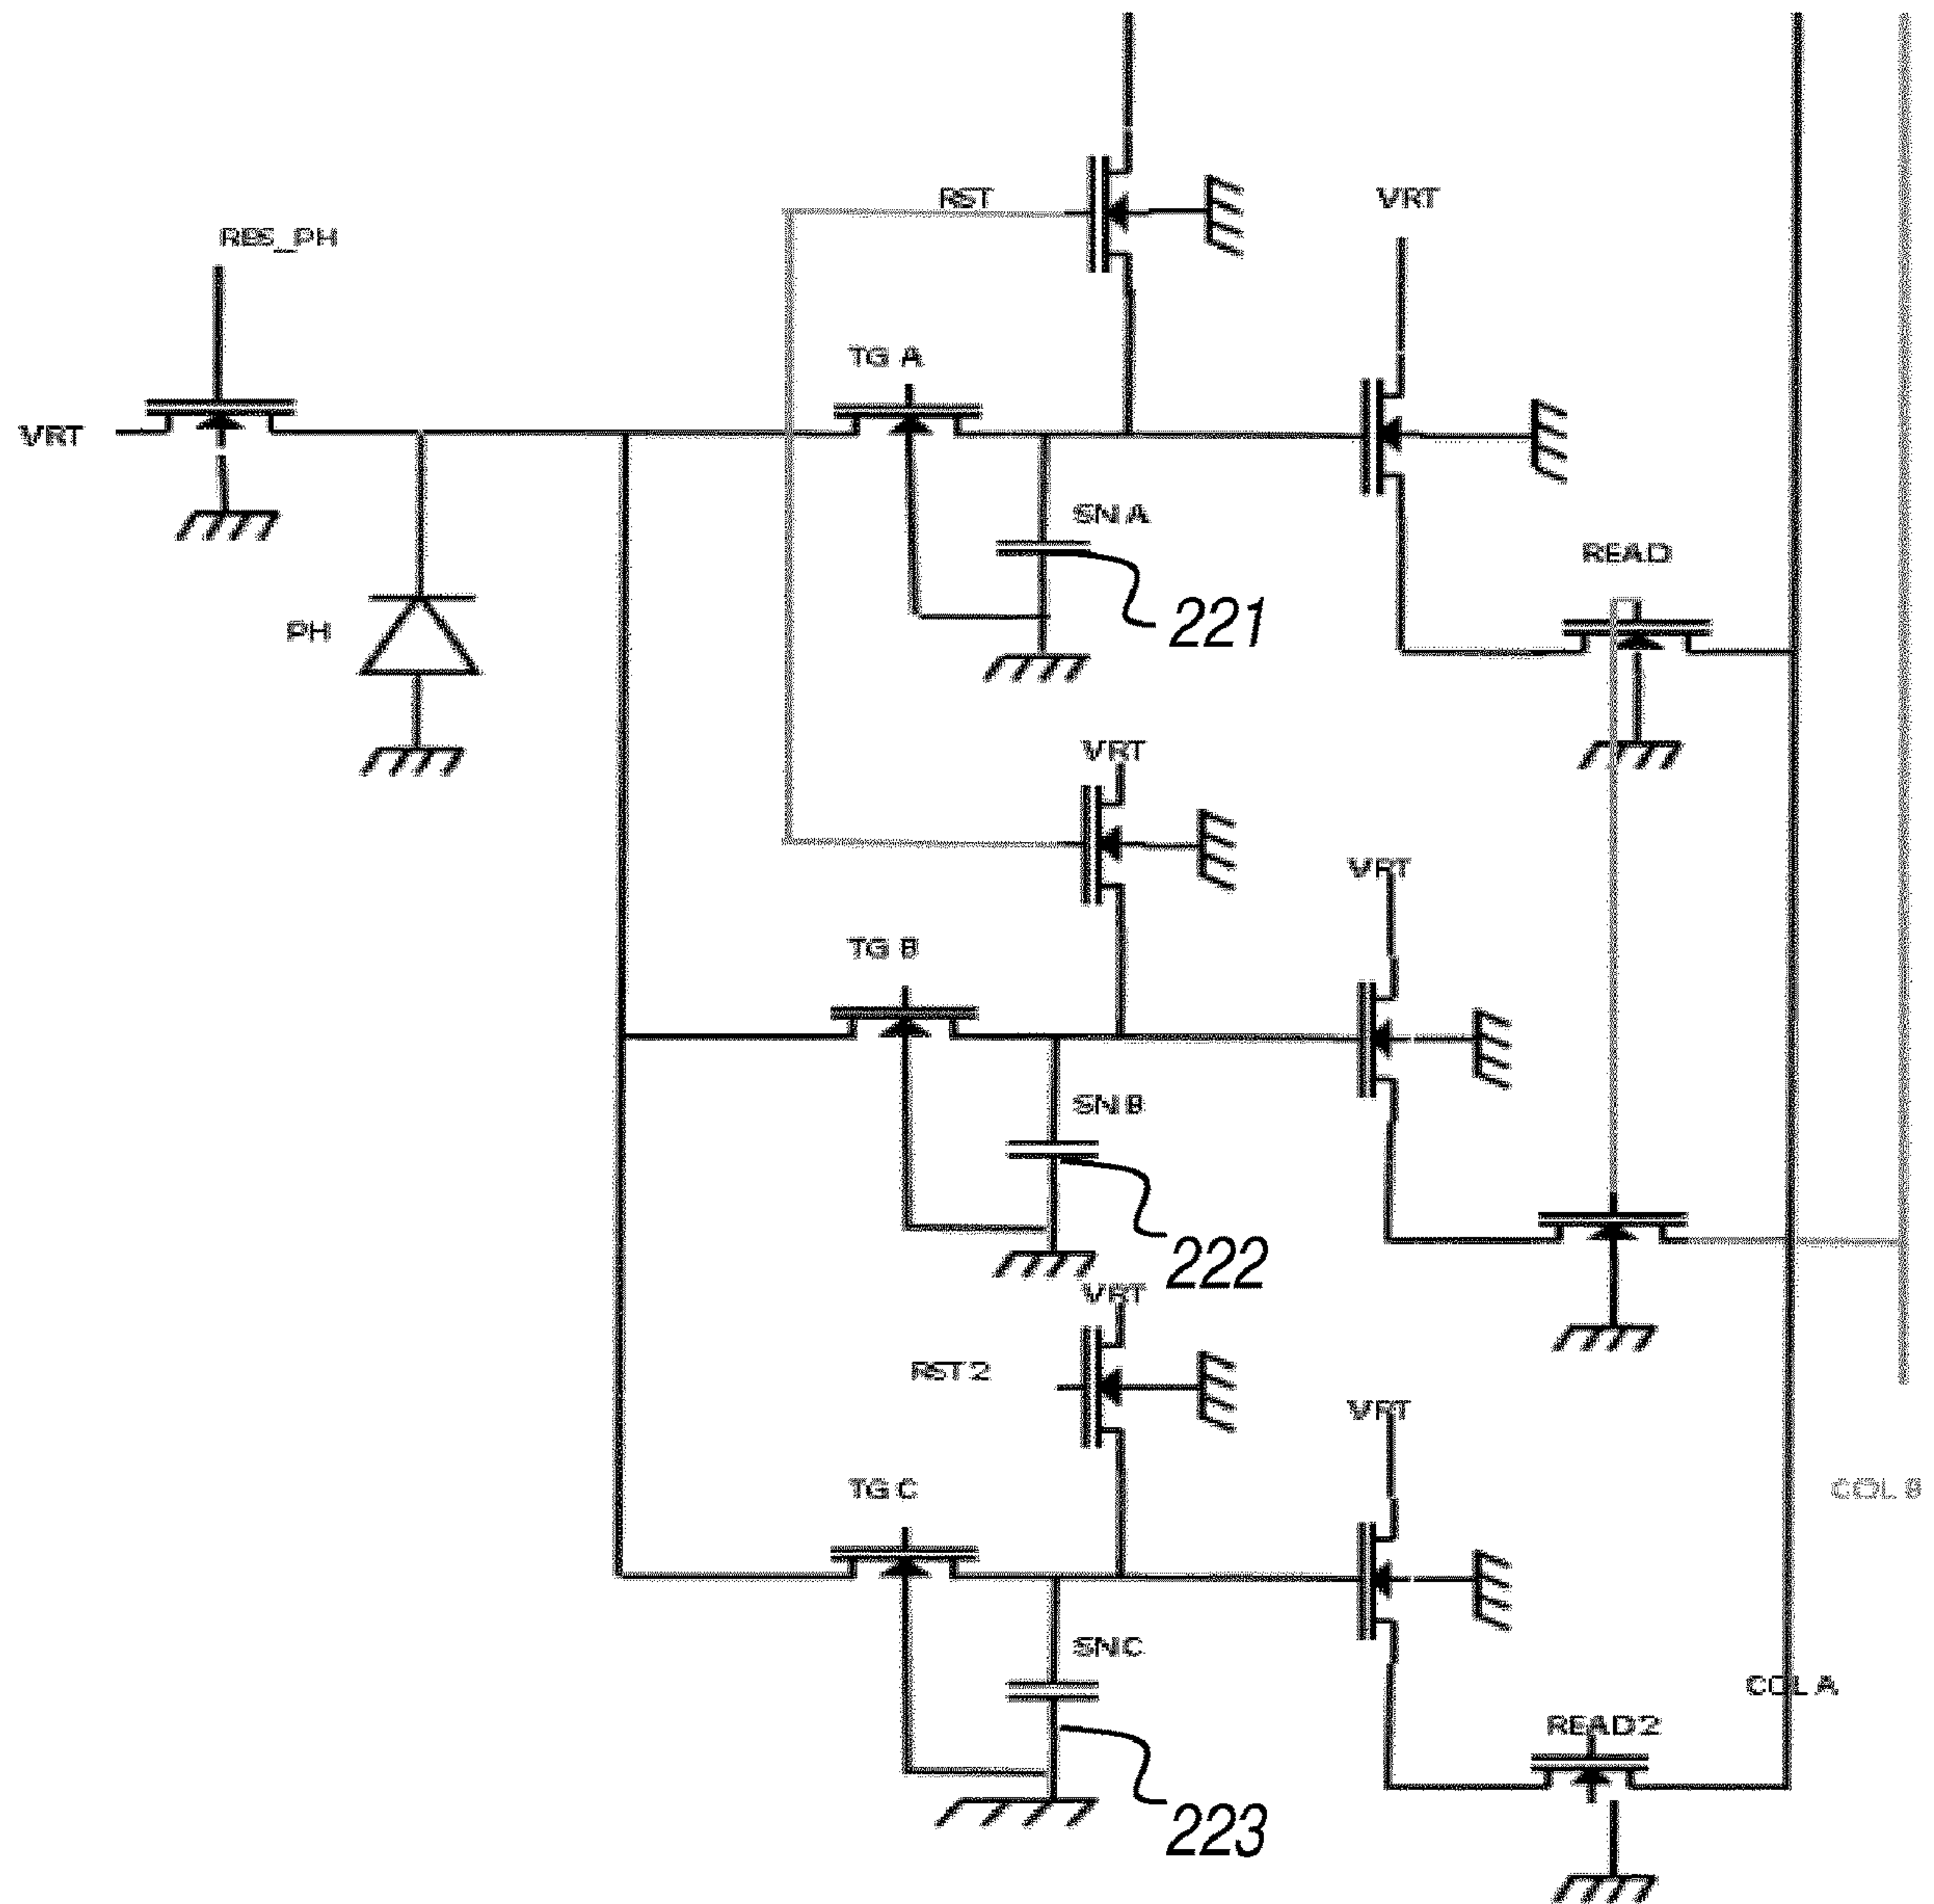 RST
VRT
RES_PH
TG A
VRT
SN A
READ
221
PH
VRT
VRT
TG B
SN B
222
VRT
RST2
VRT
TG C
COL B
SNC
COL A
READ2
223